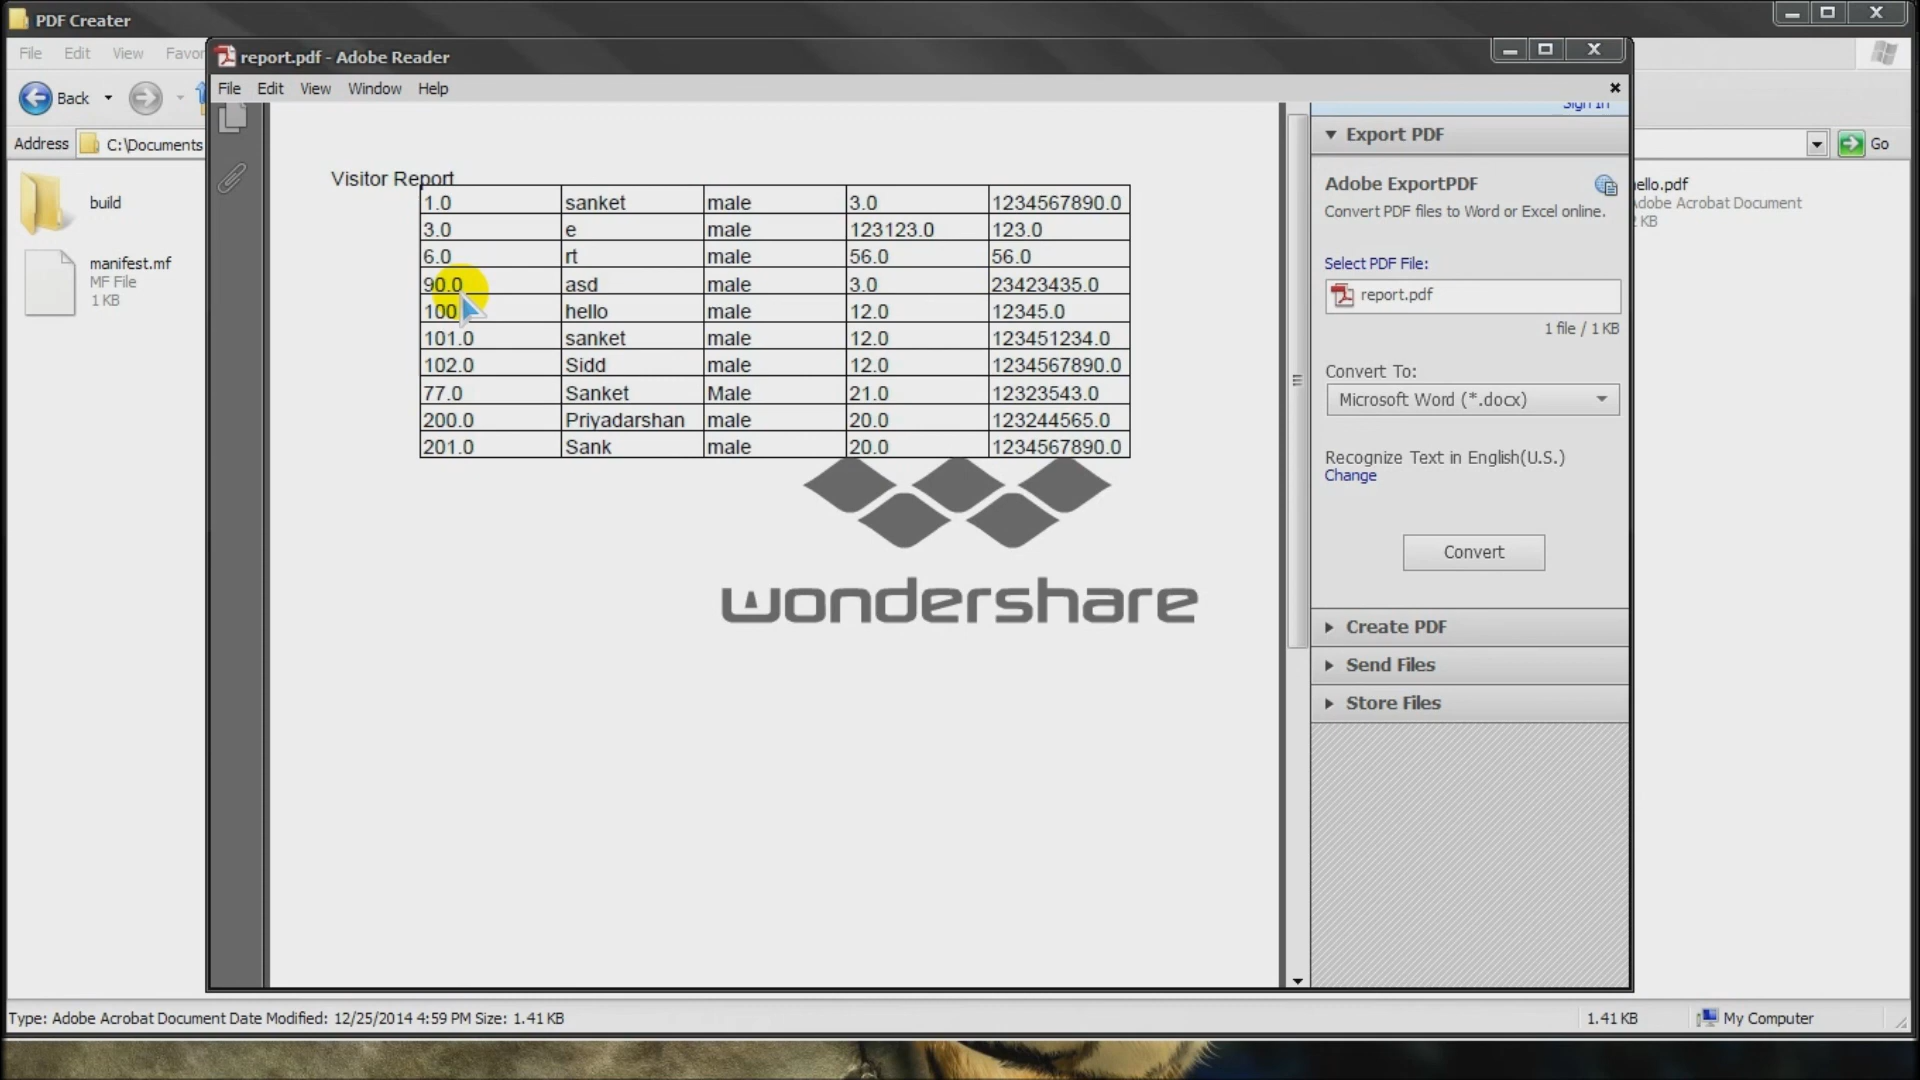 PDF Creater
File Edit View Favor
Back
Address C:\Documents
Go
build
manifest.mf
MF File
1 KB
report.pdf - Adobe Reader
File Edit View Window Help
Visitor Report
1.0 sanket male 3.0 1234567890.0
3.0 e male 123123.0 123.0
6.0 rt male 56.0 56.0
90.0 asd male 3.0 23423435.0
100 hello male 12.0 12345.0
101.0 sanket male 12.0 123451234.0
102.0 Sidd male 12.0 1234567890.0
77.0 Sanket Male 21.0 12323543.0
200.0 Priyadarshan male 20.0 123244565.0
201.0 Sank male 20.0 1234567890.0
wondershare
Sign In
Export PDF
Adobe ExportPDF
Convert PDF files to Word or Excel online.
Select PDF File:
report.pdf
1 file / 1 KB
Convert To:
Microsoft Word (*.docx)
Recognize Text in English(U.S.)
Change
Convert
Create PDF
Send Files
Store Files
ello.pdf
Adobe Acrobat Document
KB
Type: Adobe Acrobat Document Date Modified: 12/25/2014 4:59 PM Size: 1.41 KB
1.41 KB
My Computer